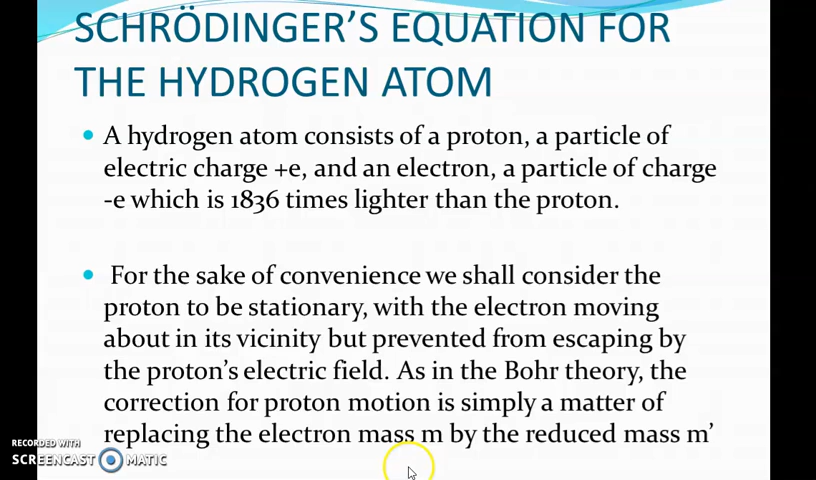 SCHRÖDINGER’S EQUATION FOR
THE HYDROGEN ATOM
A hydrogen atom consists of a proton, a particle of
electric charge +e, and an electron, a particle of charge
-e which is 1836 times lighter than the proton.
For the sake of convenience we shall consider the
proton to be stationary, with the electron moving
about in its vicinity but prevented from escaping by
the proton’s electric field. As in the Bohr theory, the
correction for proton motion is simply a matter of
replacing the electron mass m by the reduced mass m’
RECORDED WITH
SCREENCAST MATIC